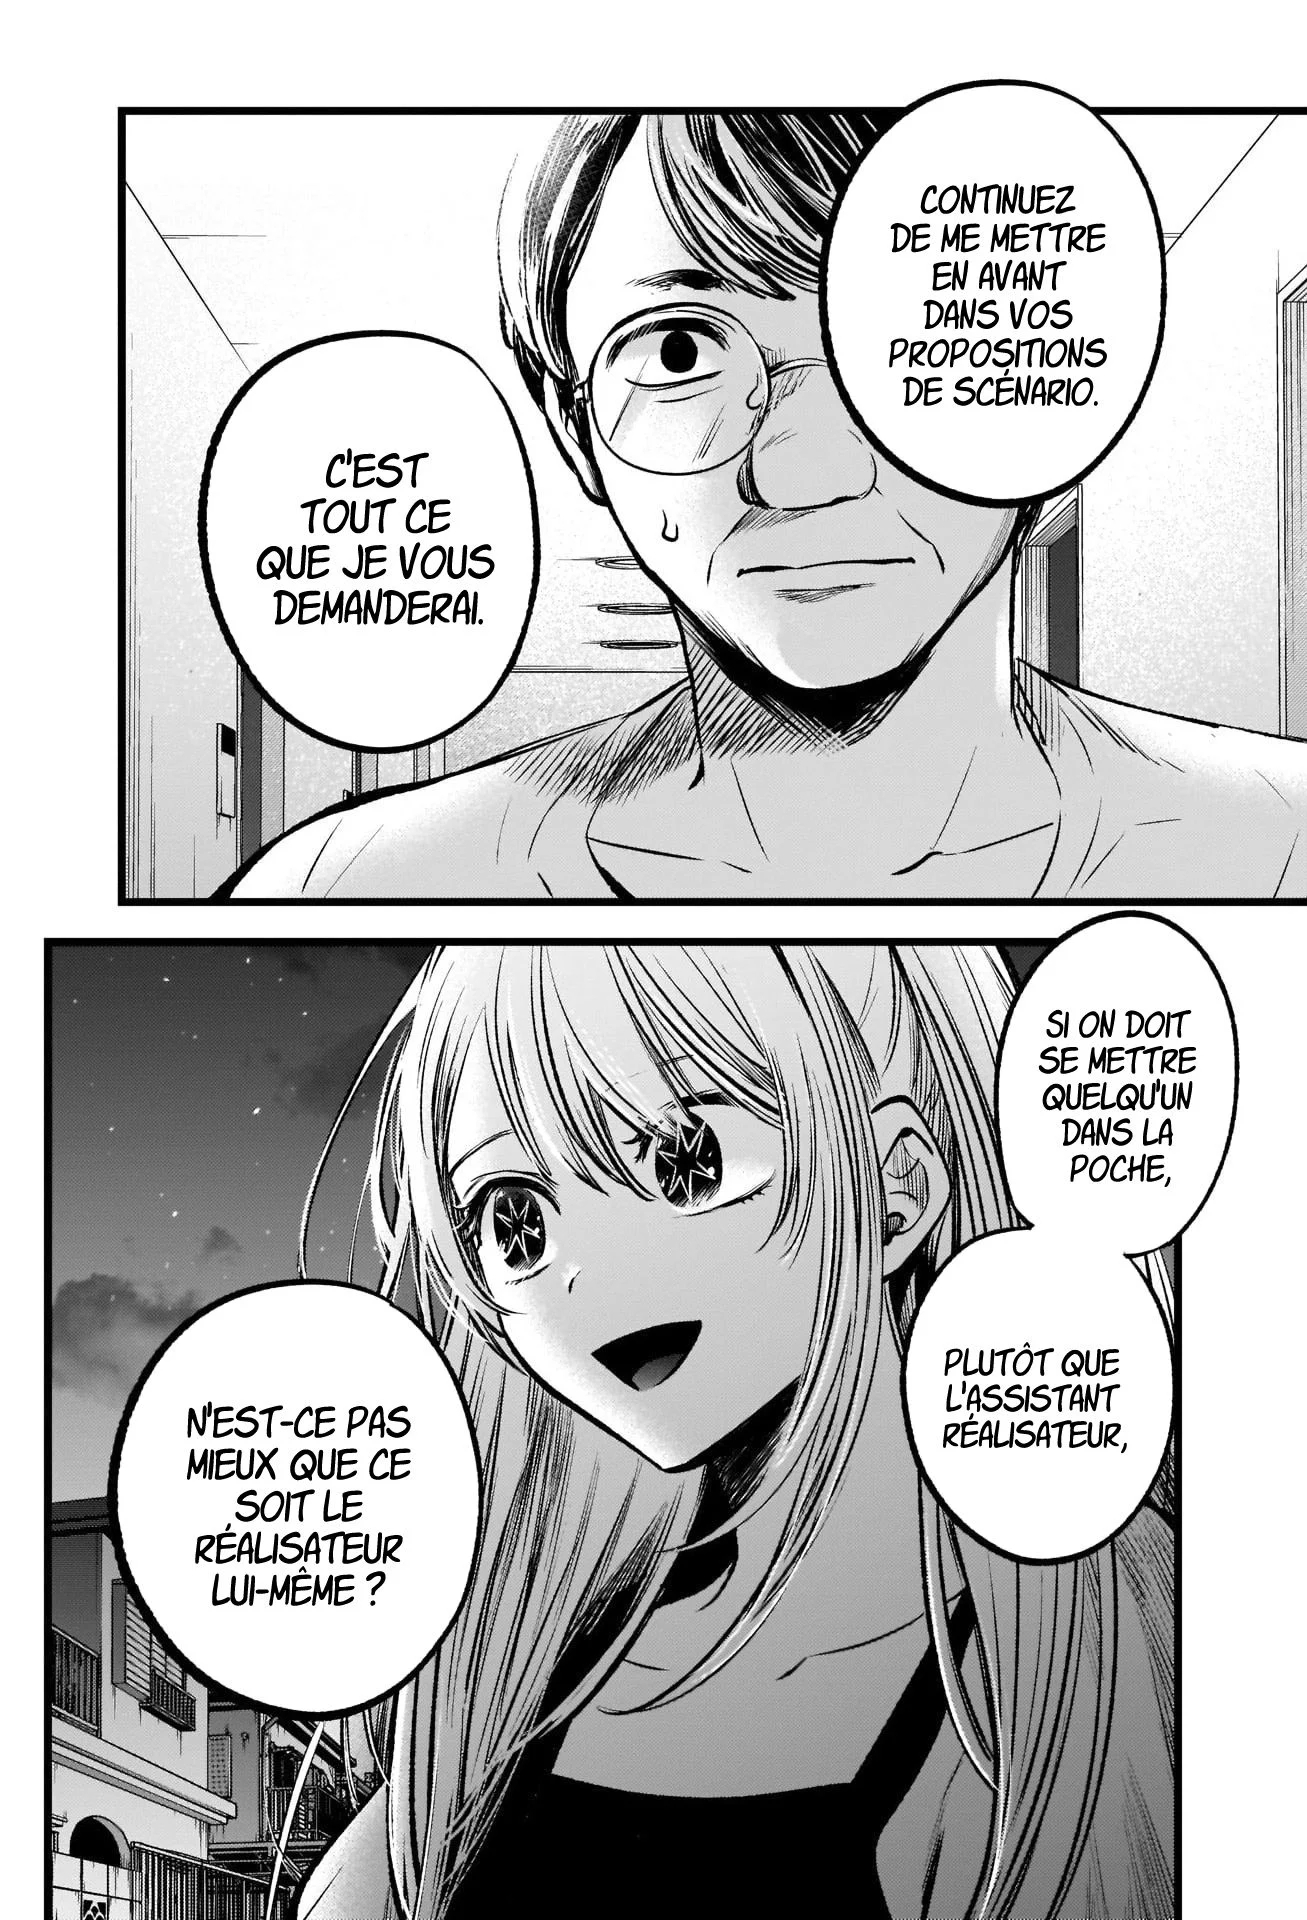 CONTINUEZ
DE ME METTRE
EN AVANT
DANS VOS
PROPOSITIONS
DE SCÉNARIO.
C'EST
TOUT CE
QUE JE VOUS
DEMANDERAI.
SI ON DOIT
SE METTRE
QUELQU'UN
DANS LA
POCHE,
PLUTÔT QUE
L'ASSISTANT
RÉALISATEUR,
N'EST-CE PAS
MIEUX QUE CE
SOIT LE
RÉALISATEUR
LUI-MÊME ?